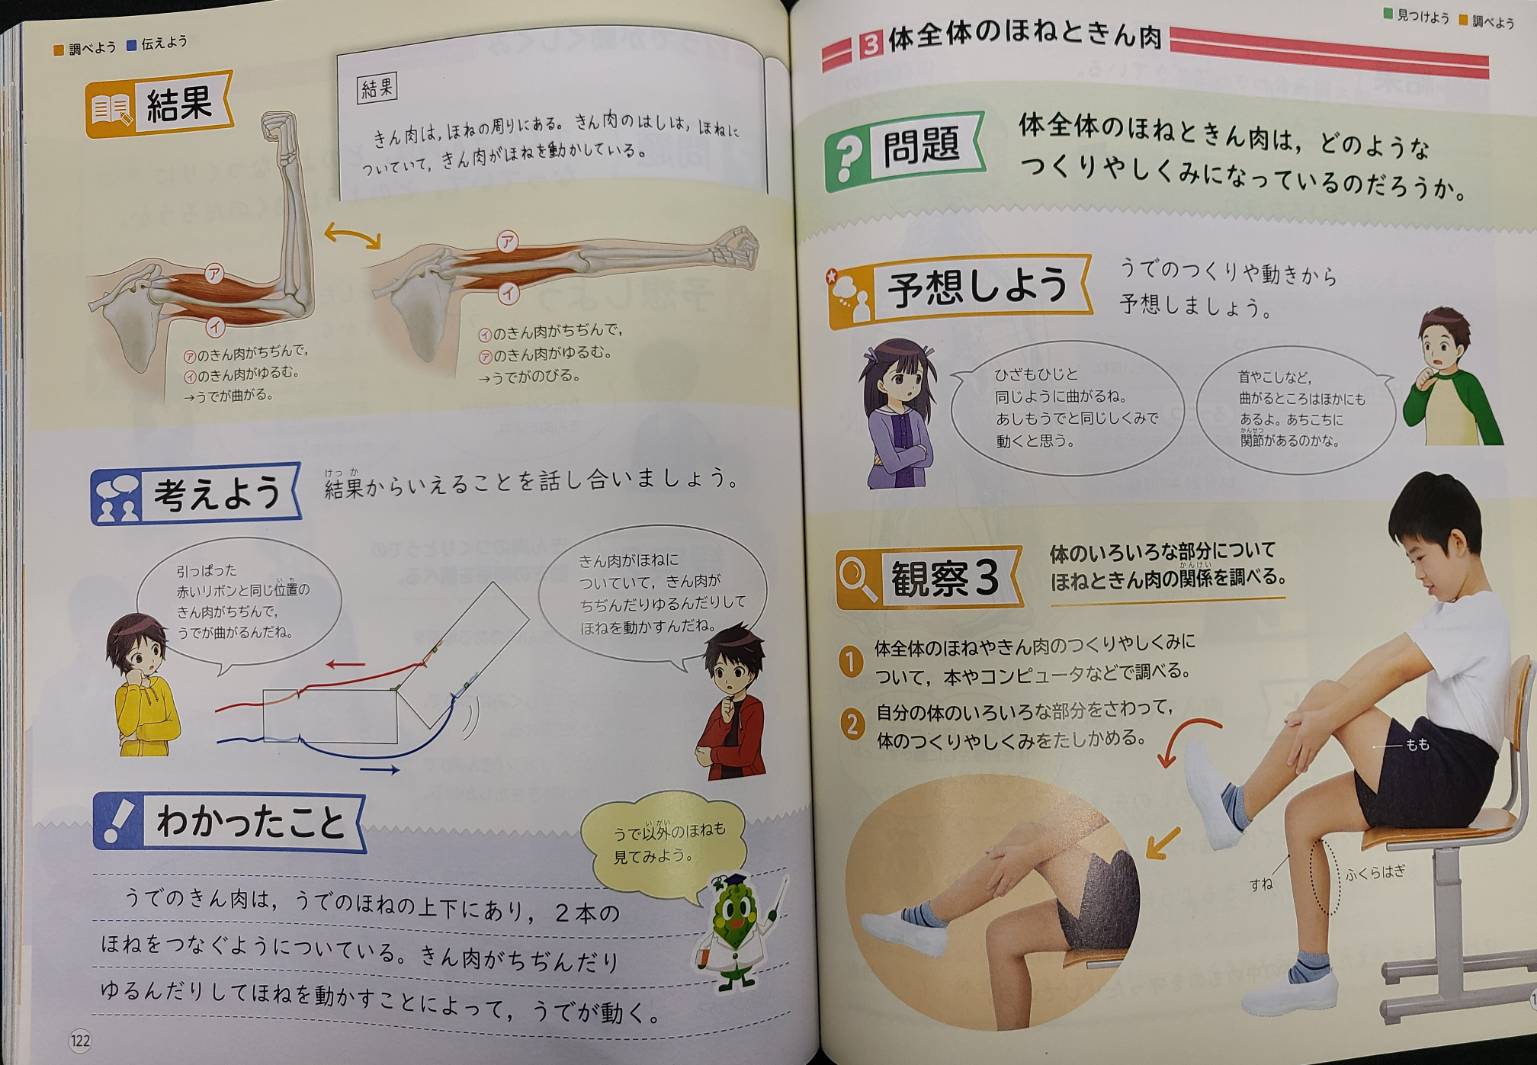 調べよう 伝えよう
結果
結果
きん肉は，ほねの周りにある。きん肉のはしは，ほねに
ついていて，きん肉がほねを動かしている。
ア
イ
アのきん肉がちぢんで，
イのきん肉がゆるむ。
→うでが曲がる。
ア
イ
イのきん肉がちぢんで，
アのきん肉がゆるむ。
→うでがのびる。
考えよう
けっか
結果からいえることを話し合いましょう。
引っぱった
いち
赤いリボンと同じ位置の
きん肉がちぢんで，
うでが曲がるんだね。
きん肉がほねに
ついていて，きん肉が
ちぢんだりゆるんだりして
ほねを動かすんだね。
わかったこと
いがい
うで以外のほねも
見てみよう。
うでのきん肉は，うでのほねの上下にあり，2本の
ほねをつなぐようについている。きん肉がちぢんだり
ゆるんだりしてほねを動かすことによって，うでが動く。
122
見つけよう 調べよう
3 体全体のほねときん肉
問題
体全体のほねときん肉は，どのような
つくりやしくみになっているのだろうか。
予想しよう
うでのつくりや動きから
予想しましょう。
ひざもひじと
同じように曲がるね。
あしもうでと同じしくみで
動くと思う。
首やこしなど，
曲がるところはほかにも
あるよ。あちこちに
かんせつ
関節があるのかな。
観察3
体のいろいろな部分について
かんけい
ほねときん肉の関係を調べる。
1 体全体のほねやきん肉のつくりやしくみに
ついて，本やコンピュータなどで調べる。
2 自分の体のいろいろな部分をさわって，
体のつくりやしくみをたしかめる。
もも
すね
ふくらはぎ